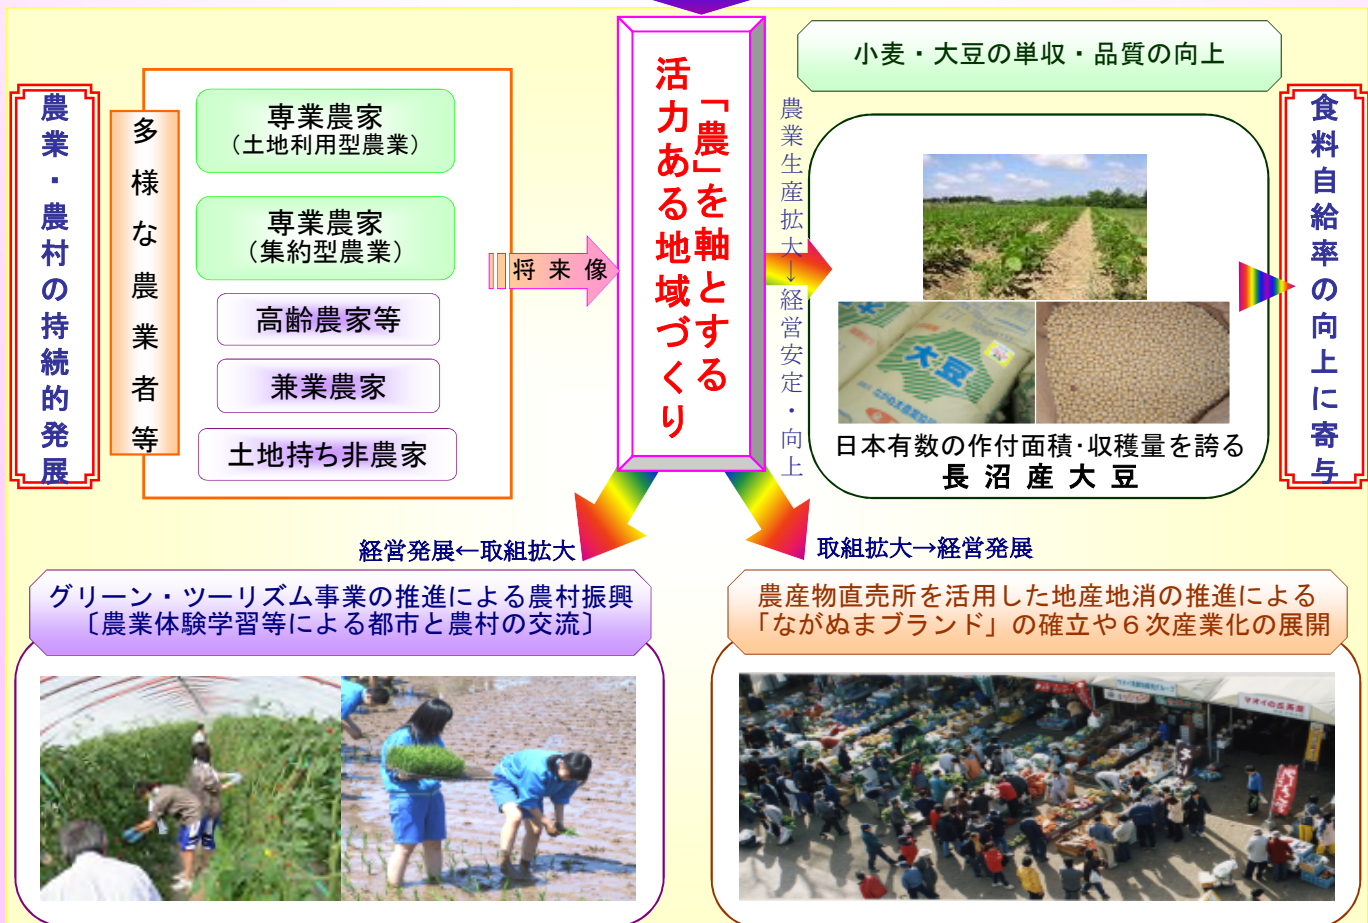 農業・農村の持続的発展
多様な農業者等
専業農家
（土地利用型農業）
専業農家
（集約型農業）
高齢農家等
兼業農家
土地持ち非農家
将来像
「農」を軸とする
活力ある地域づくり
小麦・大豆の単収・品質の向上
農業生産拡大→経営安定・向上
大豆
日本有数の作付面積･収穫量を誇る
長沼産大豆
食料自給率の向上に寄与
経営発展←取組拡大
取組拡大→経営発展
グリーン・ツーリズム事業の推進による農村振興
〔農業体験学習等による都市と農村の交流〕
農産物直売所を活用した地産地消の推進による
「ながぬまブランド」の確立や６次産業化の展開